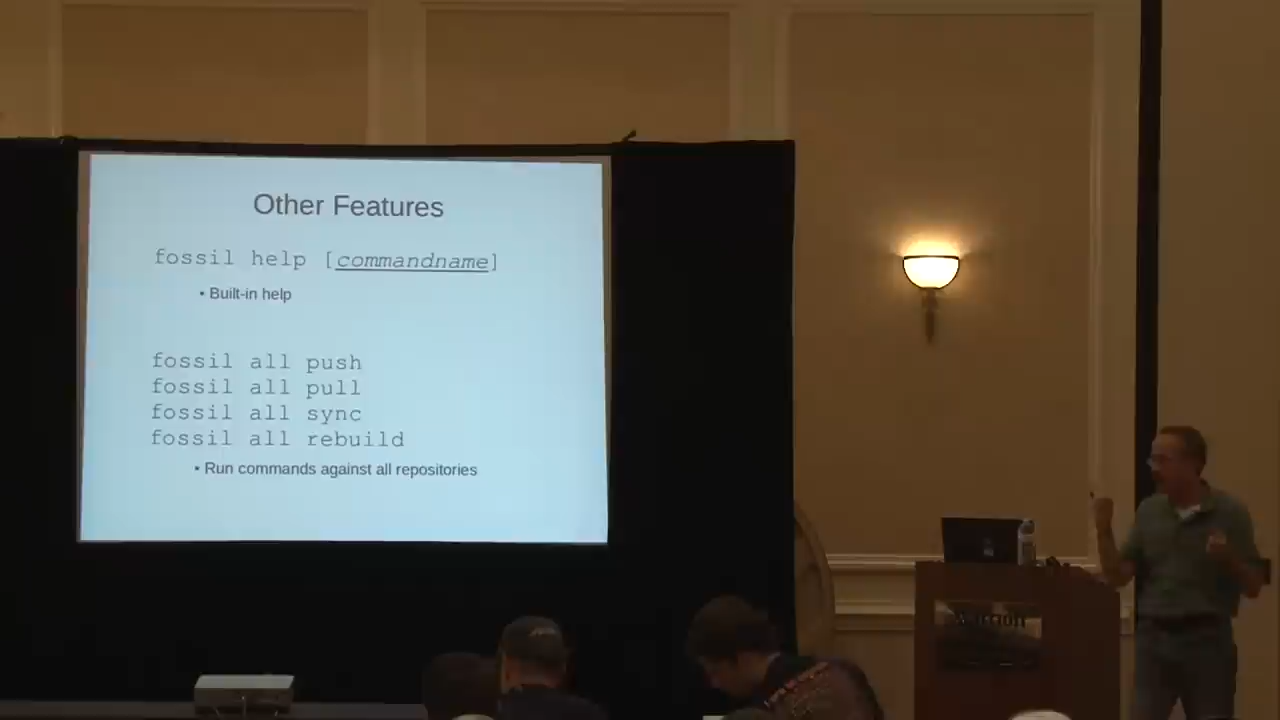 Other Features
fossil help [commandname]
• Built-in help
fossil all push
fossil all pull
fossil all sync
fossil all rebuild
• Run commands against all repositories